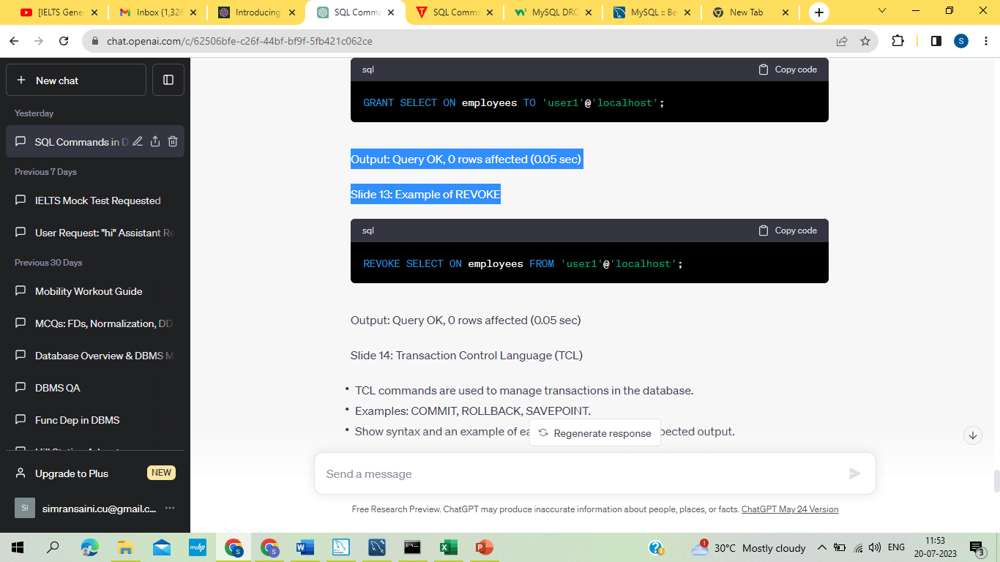 [IELTS Gener
Inbox (1,326
Introducing
SQL Comma
SQL Comma
MySQL DRO
MySQL :: Be
New Tab
chat.openai.com/c/62506bfe-c26f-44bf-bf9f-5fb421c062ce
S
New chat
Yesterday
SQL Commands in D
Previous 7 Days
IELTS Mock Test Requested
User Request: "hi" Assistant Re
Previous 30 Days
Mobility Workout Guide
MCQs: FDs, Normalization, DD
Database Overview & DBMS M
DBMS QA
Func Dep in DBMS
Upgrade to Plus
NEW
SI
simransaini.cu@gmail.c...
sql
Copy code
GRANT SELECT ON employees TO 'user1'@'localhost';
Output: Query OK, 0 rows affected (0.05 sec)
Slide 13: Example of REVOKE
sql
Copy code
REVOKE SELECT ON employees FROM 'user1'@'localhost';
Output: Query OK, 0 rows affected (0.05 sec)
Slide 14: Transaction Control Language (TCL)
• TCL commands are used to manage transactions in the database.
• Examples: COMMIT, ROLLBACK, SAVEPOINT.
• Show syntax and an example of ea
pected output.
Regenerate response
Send a message
Free Research Preview. ChatGPT may produce inaccurate information about people, places, or facts. ChatGPT May 24 Version
1
30°C Mostly cloudy
ENG
11:53
20-07-2023
3